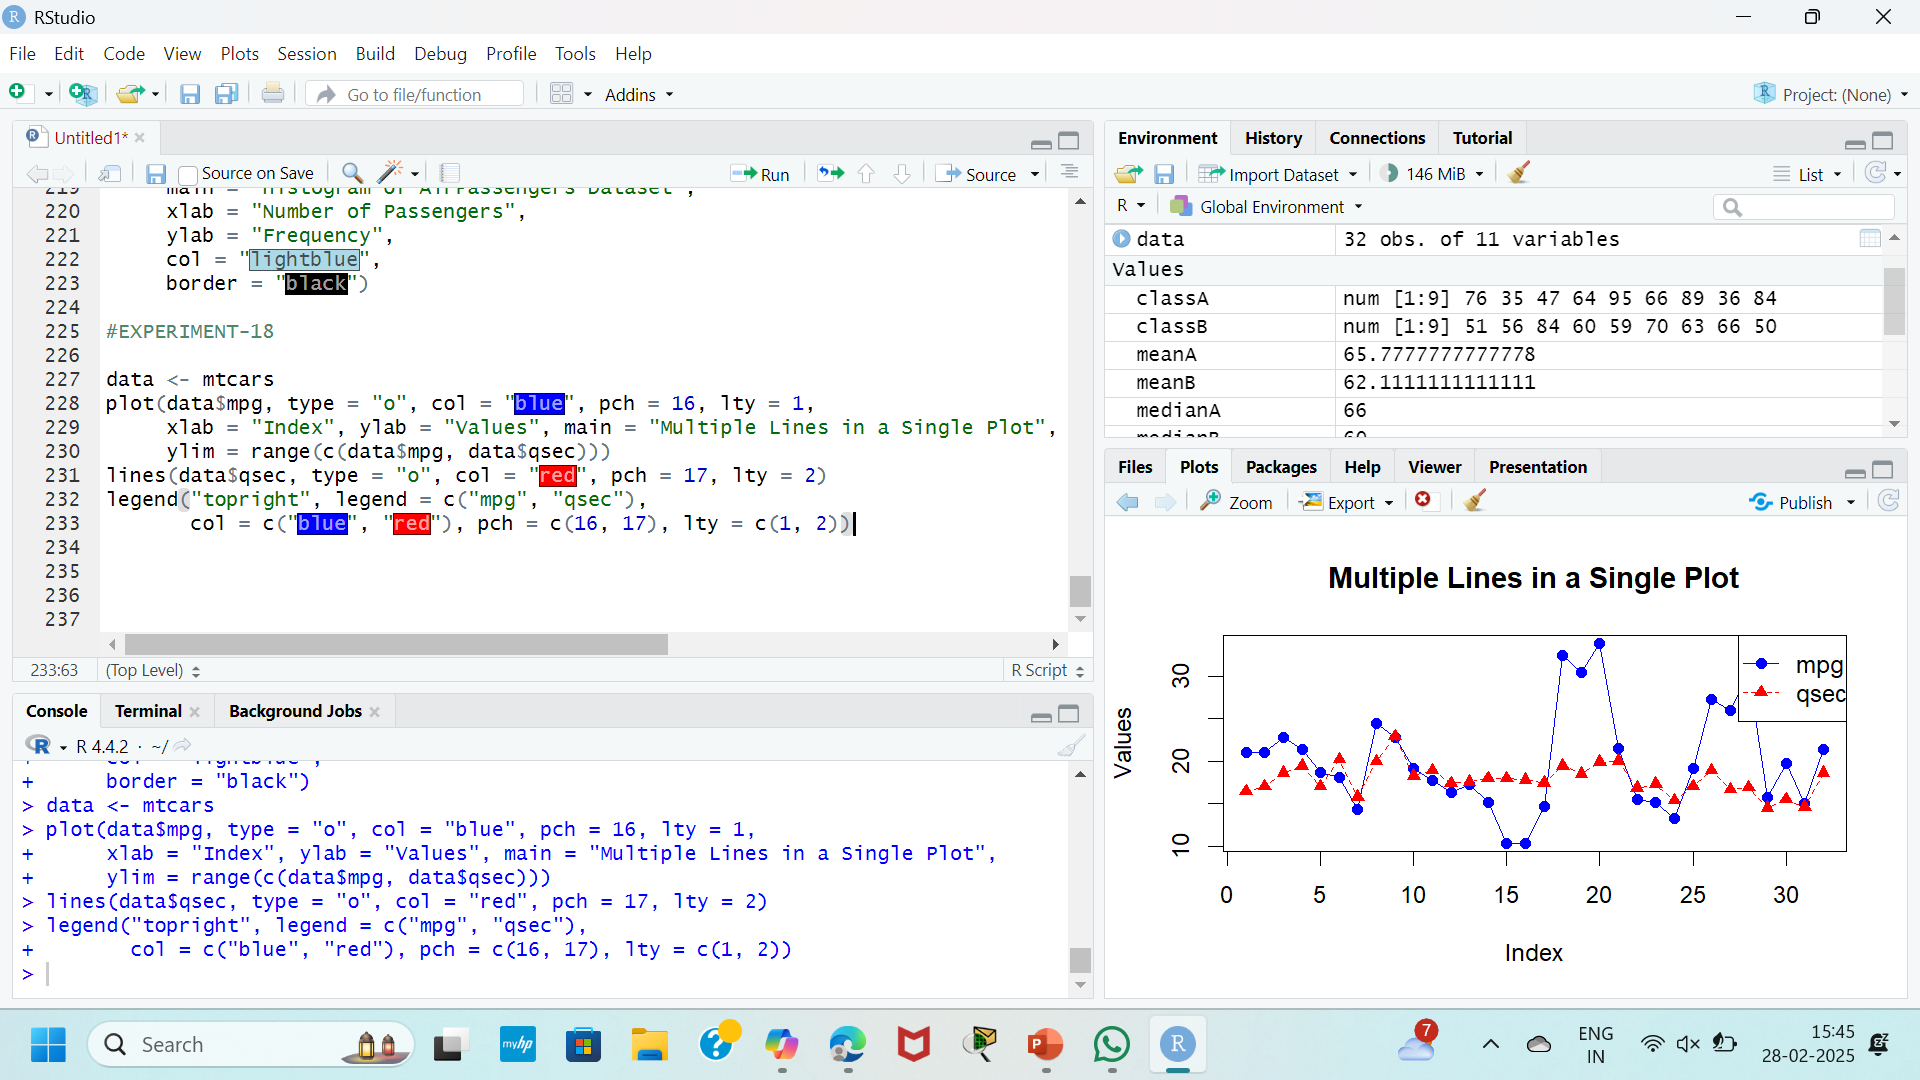 RStudio
File Edit Code View Plots Session Build Debug Profile Tools Help
Go to file/function Addins Project: (None)
Untitled1*
Source on Save Run Source
219 main = "Histogram of AirPassengers Dataset",
220 xlab = "Number of Passengers",
221 ylab = "Frequency",
222 col = "lightblue",
223 border = "black")
224
225 #EXPERIMENT-18
226
227 data <- mtcars
228 plot(data$mpg, type = "o", col = "blue", pch = 16, lty = 1,
229 xlab = "Index", ylab = "Values", main = "Multiple Lines in a Single Plot",
230 ylim = range(c(data$mpg, data$qsec)))
231 lines(data$qsec, type = "o", col = "red", pch = 17, lty = 2)
232 legend("topright", legend = c("mpg", "qsec"),
233 col = c("blue", "red"), pch = c(16, 17), lty = c(1, 2))
234
235
236
237
233:63 (Top Level) R Script
Console Terminal Background Jobs
R 4.4.2 · ~/
+ col = "lightblue",
+ border = "black")
> data <- mtcars
> plot(data$mpg, type = "o", col = "blue", pch = 16, lty = 1,
+ xlab = "Index", ylab = "Values", main = "Multiple Lines in a Single Plot",
+ ylim = range(c(data$mpg, data$qsec)))
> lines(data$qsec, type = "o", col = "red", pch = 17, lty = 2)
> legend("topright", legend = c("mpg", "qsec"),
+ col = c("blue", "red"), pch = c(16, 17), lty = c(1, 2))
>
Environment History Connections Tutorial
Import Dataset 146 MiB List
R Global Environment
data 32 obs. of 11 variables
Values
classA num [1:9] 76 35 47 64 95 66 89 36 84
classB num [1:9] 51 56 84 60 59 70 63 66 50
meanA 65.7777777777778
meanB 62.1111111111111
medianA 66
medianB 60
Files Plots Packages Help Viewer Presentation
Zoom Export Publish
Multiple Lines in a Single Plot
mpg
qsec
Values
30
20
10
0 5 10 15 20 25 30
Index
Search
myhp
7
ENG
IN
15:45
28-02-2025